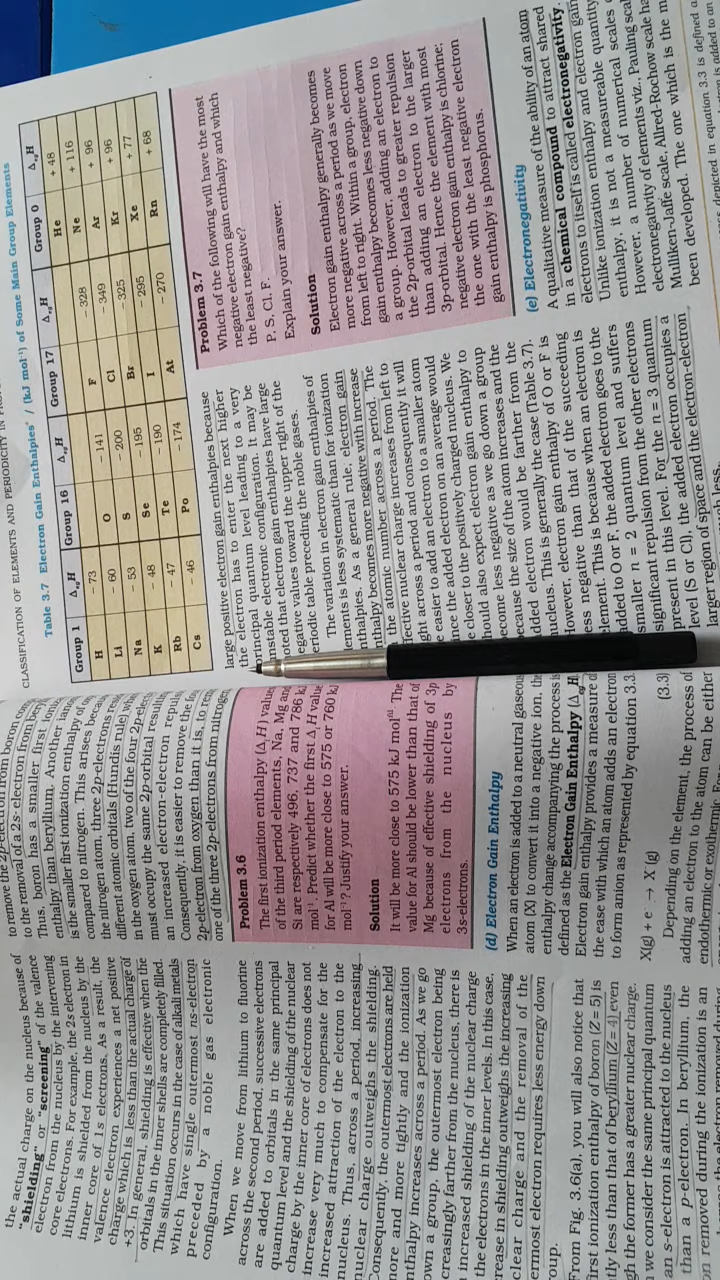 the actual charge on the nucleus because of
"shielding" or "screening" of the valence
electron from the nucleus by the intervening
core electrons. For example, the 2s electron in
lithium is shielded from the nucleus by the
inner core of 1s electrons. As a result, the
valence electron experiences a net positive
charge which is less than the actual charge of
+3. In general, shielding is effective when the
orbitals in the inner shells are completely filled.
This situation occurs in the case of alkali metals
which have single outermost ns-electron
preceded by a noble gas electronic
configuration.
When we move from lithium to fluorine
across the second period, successive electrons
are added to orbitals in the same principal
quantum level and the shielding of the nuclear
charge by the inner core of electrons does not
increase very much to compensate for the
increased attraction of the electron to the
nucleus. Thus, across a period, increasing
nuclear charge outweighs the shielding.
Consequently, the outermost electrons are held
more and more tightly and the ionization
enthalpy increases across a period. As we go
down a group, the outermost electron being
increasingly farther from the nucleus, there is
increased shielding of the nuclear charge
the electrons in the inner levels. In this case,
increase in shielding outweighs the increasing
clear charge and the removal of the
ermost electron requires less energy down
oup.
From Fig. 3.6(a), you will also notice that
first ionization enthalpy of boron (Z = 5) is
tly less than that of beryllium (Z = 4) even
gh the former has a greater nuclear charge.
we consider the same principal quantum
an s-electron is attracted to the nucleus
than a p-electron. In beryllium, the
en removed during the ionization is an
to remove the 2p-electron from boron
to the removal of a 2s- electron from
Thus, boron has a smaller first
enthalpy than beryllium. Another
is the smaller first ionization enthalpy of
compared to nitrogen. This arises
the nitrogen atom, three 2p-electrons
different atomic orbitals (Hund's rule)
in the oxygen atom, two of the four
must occupy the same 2p-orbital
an increased electron-electron
Consequently, it is easier to remove the
2p-electron from oxygen than it is, to
one of the three 2p-electrons from nitrogen
Problem 3.6
The first ionization enthalpy (ΔᵢH) values
of the third period elements, Na, Mg and
Si are respectively 496, 737 and 786 kJ
mol⁻¹. Predict whether the first ΔᵢH value
for Al will be more close to 575 or 760 kJ
mol⁻¹? Justify your answer.
Solution
It will be more close to 575 kJ mol⁻¹. The
value for Al should be lower than that of
Mg because of effective shielding of 3p
electrons from the nucleus by
3s-electrons.
(d) Electron Gain Enthalpy
When an electron is added to a neutral gaseous
atom (X) to convert it into a negative ion, the
enthalpy change accompanying the process is
defined as the Electron Gain Enthalpy (ΔegH)
Electron gain enthalpy provides a measure
the ease with which an atom adds an electron
to form anion as represented by equation 3.3.
X(g) + e⁻ → X⁻(g) (3.3)
Depending on the element, the process of
adding an electron to the atom can be either
endothermic or exothermic.
CLASSIFICATION OF ELEMENTS AND PERIODICITY IN
Table 3.7 Electron Gain Enthalpies* / (kJ mol⁻¹) of Some Main Group Elements
Group 1 ΔegH Group 16 ΔegH Group 17 ΔegH Group 0 ΔegH
H – 73 He + 48
Li – 60 O – 141 F – 328 Ne + 116
Na – 53 S – 200 Cl – 349 Ar + 96
K – 48 Se – 195 Br – 325 Kr + 96
Rb – 47 Te – 190 I – 295 Xe + 77
Cs – 46 Po – 174 At – 270 Rn + 68
large positive electron gain enthalpies because
the electron has to enter the next higher
principal quantum level leading to a very
unstable electronic configuration. It may be
noted that electron gain enthalpies have large
negative values toward the upper right of the
periodic table preceding the noble gases.
The variation in electron gain enthalpies of
elements is less systematic than for ionization
enthalpies. As a general rule, electron gain
enthalpy becomes more negative with increase
the atomic number across a period. The
effective nuclear charge increases from left to
right across a period and consequently it will
easier to add an electron to a smaller atom
since the added electron on an average would
e closer to the positively charged nucleus. We
should also expect electron gain enthalpy to
become less negative as we go down a group
because the size of the atom increases and the
added electron would be farther from the
nucleus. This is generally the case (Table 3.7).
However, electron gain enthalpy of O or F is
less negative than that of the succeeding
element. This is because when an electron is
added to O or F, the added electron goes to the
smaller n = 2 quantum level and suffers
significant repulsion from the other electrons
present in this level. For the n = 3 quantum
level (S or Cl), the added electron occupies a
larger region of space and the electron-electron
less.
Problem 3.7
Which of the following will have the most
negative electron gain enthalpy and which
the least negative?
P, S, Cl, F.
Explain your answer.
Solution
Electron gain enthalpy generally becomes
more negative across a period as we move
from left to right. Within a group, electron
gain enthalpy becomes less negative down
a group. However, adding an electron to
the 2p-orbital leads to greater repulsion
than adding an electron to the larger
3p-orbital. Hence the element with most
negative electron gain enthalpy is chlorine;
the one with the least negative electron
gain enthalpy is phosphorus.
(e) Electronegativity
A qualitative measure of the ability of an atom
in a chemical compound to attract shared
electrons to itself is called electronegativity.
Unlike ionization enthalpy and electron gain
enthalpy, it is not a measureable quantity
However, a number of numerical scales
electronegativity of elements viz., Pauling
Mulliken-Jaffe scale, Allred-Rochow scale
been developed. The one which is the
depicted in equation 3.3 is defined
is added to an